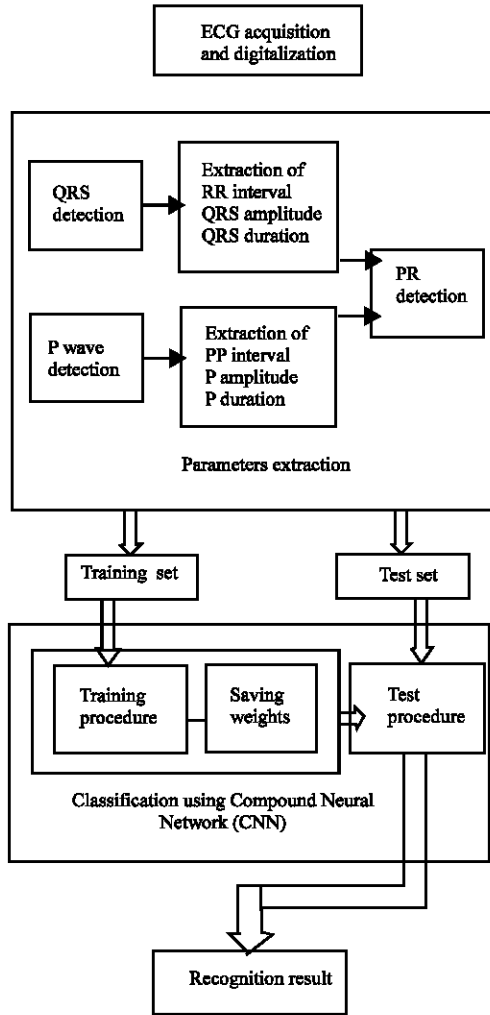 ECG acquisition
and digitalization
QRS
detection
Extraction of
RR interval
QRS amplitude
QRS duration
PR
detection
P wave
detection
Extraction of
PP interval
P amplitude
P duration
Parameters extraction
Training set
Test set
Training
procedure
Saving
weights
Test
procedure
Classification using Compound Neural
Network (CNN)
Recognition result